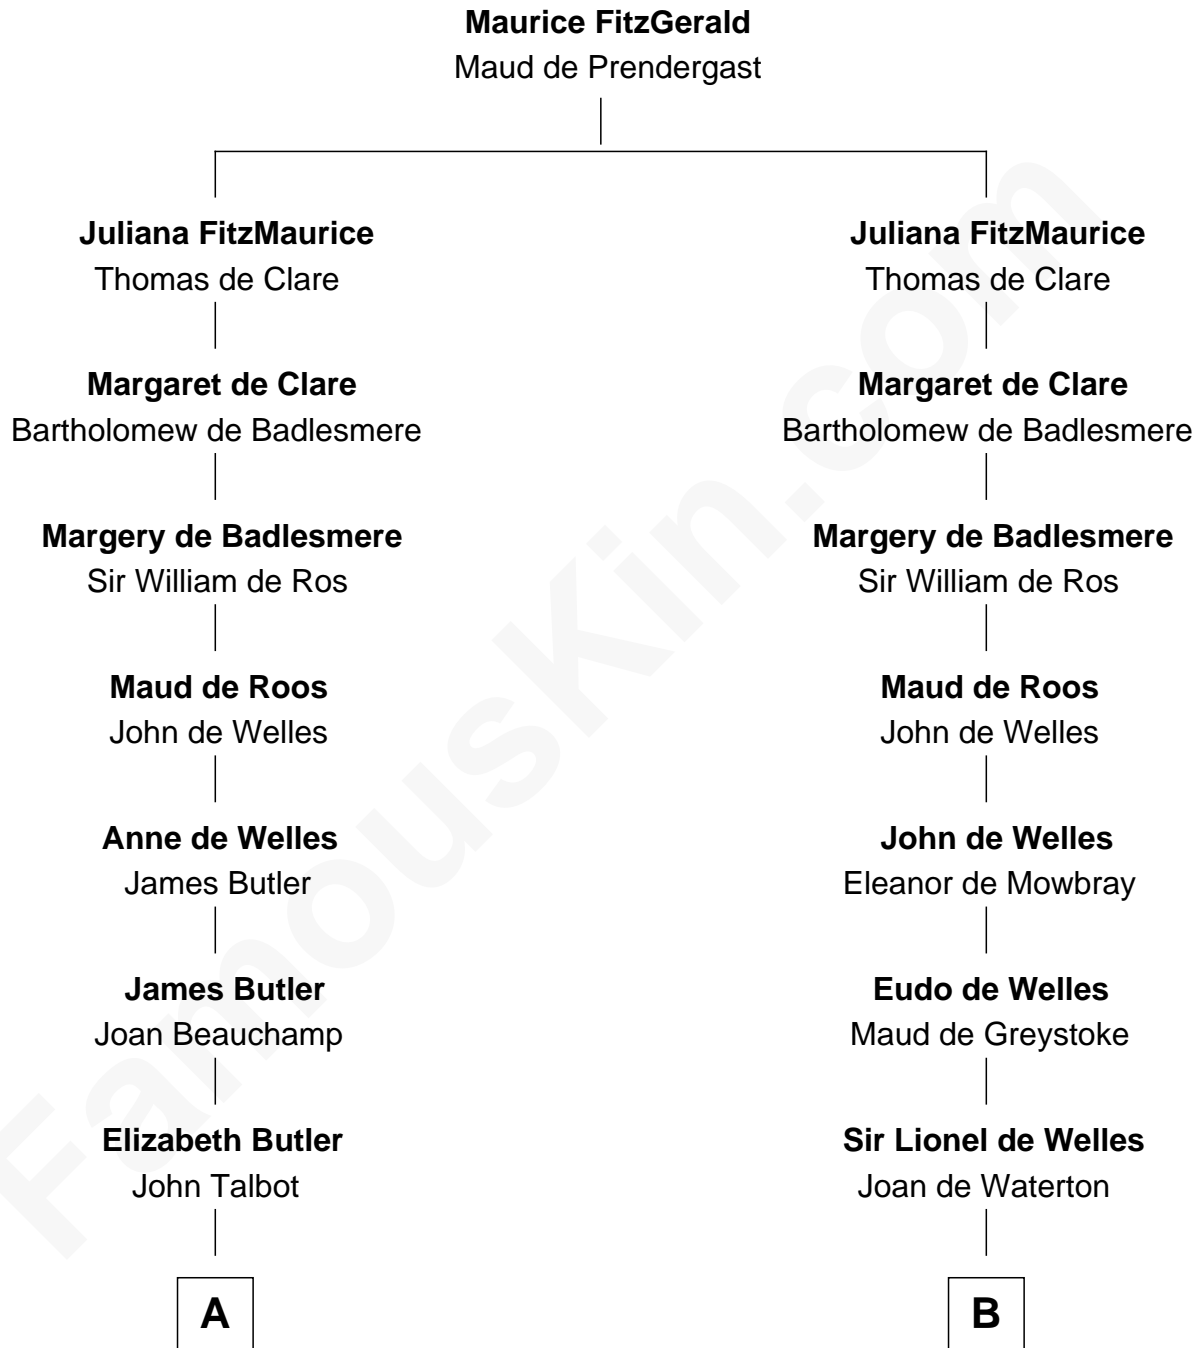 Maurice FitzGerald
Maud de Prendergast
Juliana FitzMaurice
Thomas de Clare
Juliana FitzMaurice
Thomas de Clare
Margaret de Clare
Bartholomew de Badlesmere
Margaret de Clare
Bartholomew de Badlesmere
Margery de Badlesmere
Sir William de Ros
Margery de Badlesmere
Sir William de Ros
Maud de Roos
John de Welles
Maud de Roos
John de Welles
Anne de Welles
James Butler
John de Welles
Eleanor de Mowbray
James Butler
Joan Beauchamp
Eudo de Welles
Maud de Greystoke
Elizabeth Butler
John Talbot
Sir Lionel de Welles
Joan de Waterton
A
B
FamousKin.com